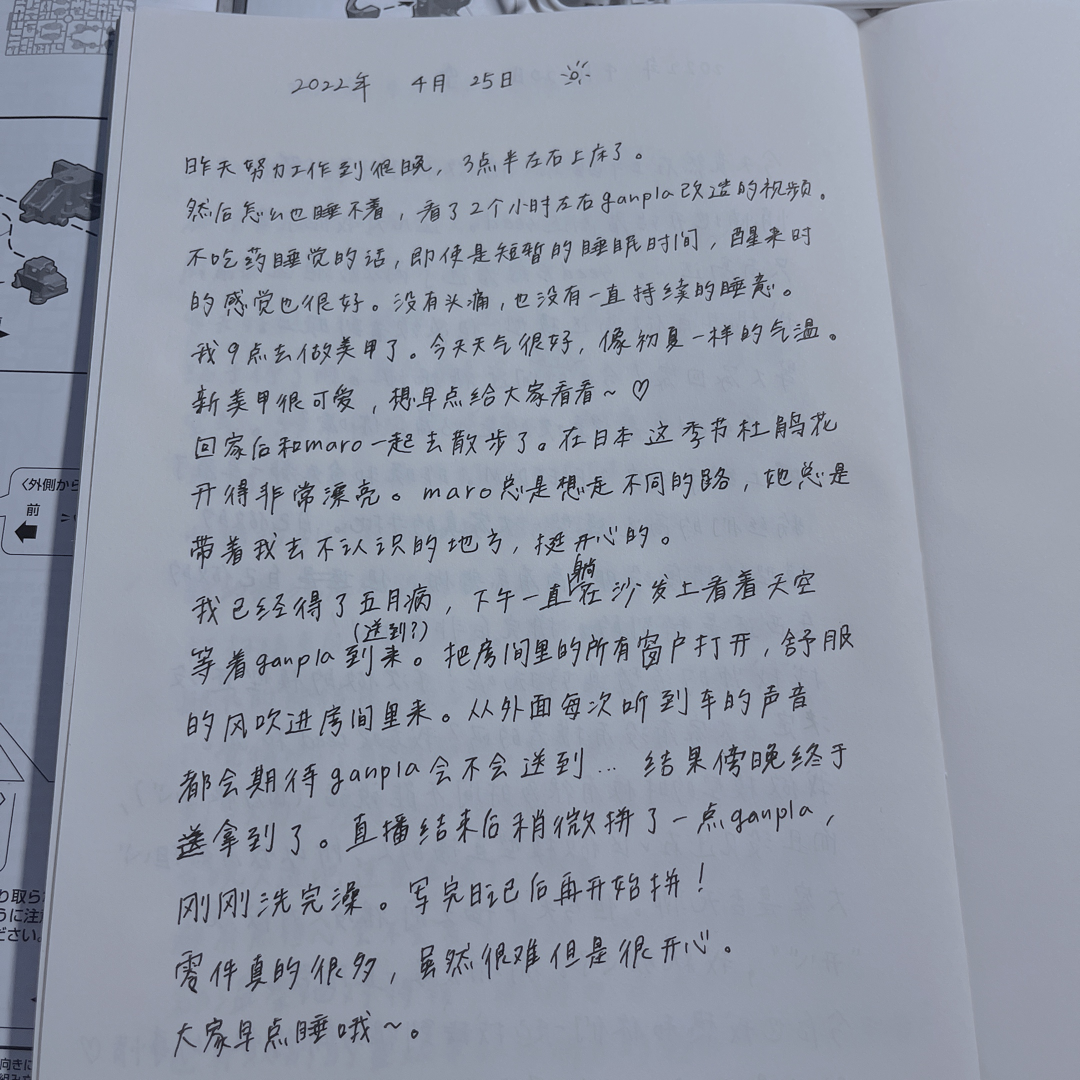 2022年 4月 25日
昨天努力工作到很晚，3点半左右上床了。
然后怎么也睡不着，看了2个小时左右ganpla改造的视频。
不吃药睡觉的话，即使是短暂的睡眠时间，醒来时
的感觉也很好。没有头痛，也没有一直持续的睡意。
我9点去做美甲了。今天天气很好，像初夏一样的气温。
新美甲很可爱，想早点给大家看看~♡
回家后和maro一起去散步了。在日本这季节杜鹃花
开得非常漂亮。maro总是想走不同的路，她总是
带着我去不认识的地方，挺开心的。
躺
我已经得了五月病，下午一直在沙发上看着天空
(送到?)
等着ganpla到来。把房间里的所有窗户打开，舒服
的风吹进房间里来。从外面每次听到车的声音
都会期待ganpla会不会送到... 结果傍晚终于
送拿到了。直播结束后稍微拼了一点ganpla，
刚刚洗完澡。写完日记后再开始拼！
零件真的很多，虽然很难但是很开心。
大家早点睡哦~。
〈外側から
前
り取ら
うに注
ださい。
向きに